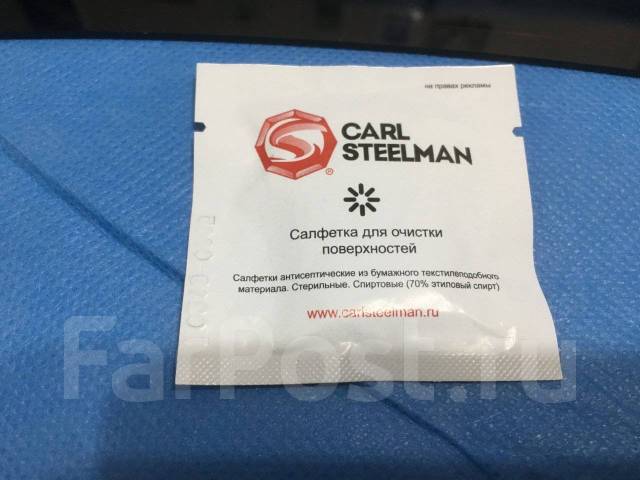 на правах рекламы
CARL
STEELMAN
®
Салфетка для очистки
поверхностей
Салфетки антисептические из бумажного текстилеподобного
материала. Стерильные. Спиртовые (70% этиловый спирт)
www.carlsteelman.ru
FarPost.ru